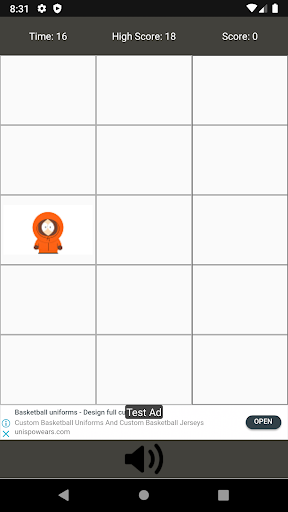 8:31
Time: 16 High Score: 18 Score: 0
Basketball uniforms - Design full cu
Test Ad
Custom Basketball Uniforms And Custom Basketball Jerseys
unispowears.com
OPEN